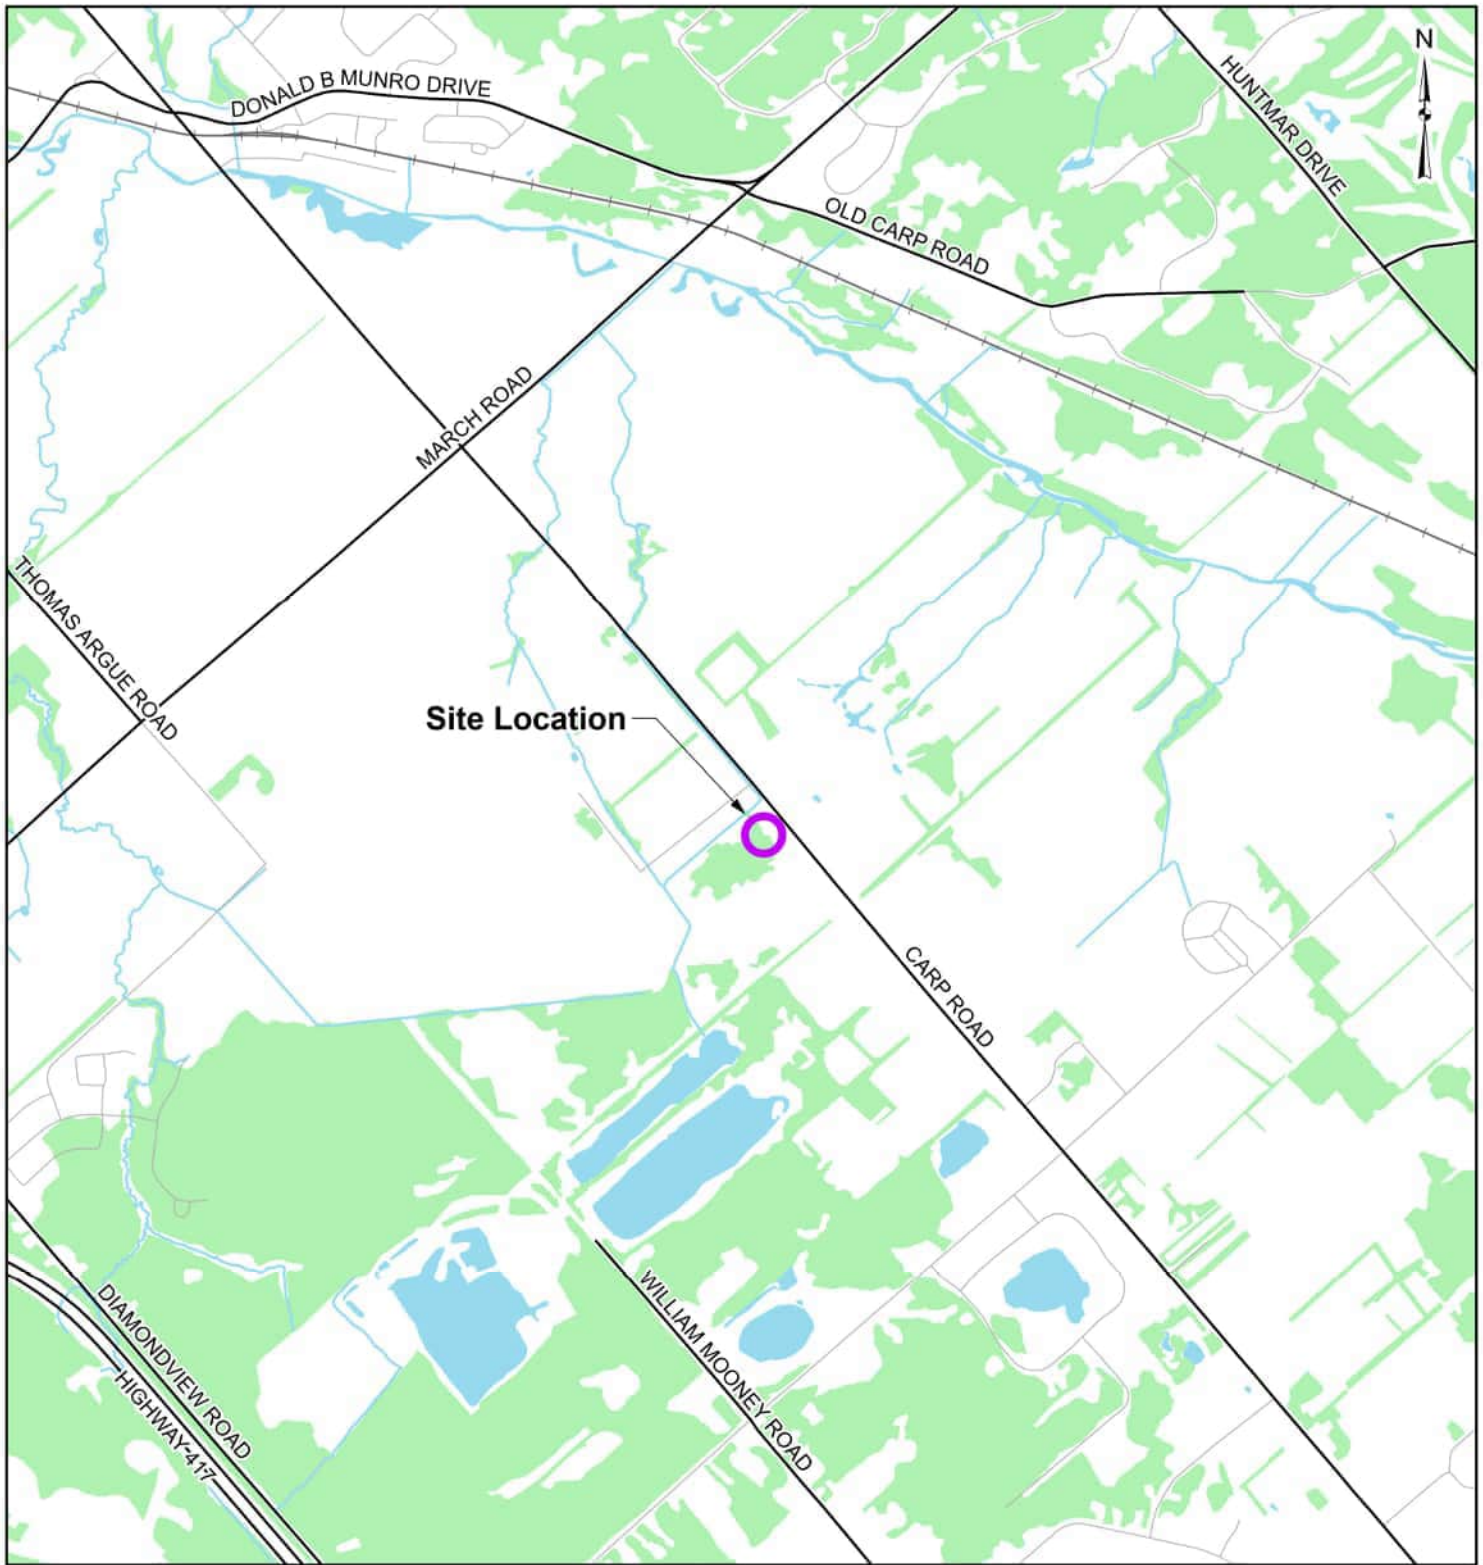 N
HUNTMAR DRIVE
DONALD B MUNRO DRIVE
OLD CARP ROAD
MARCH ROAD
THOMAS ARGUE ROAD
Site Location
CARP ROAD
WILLIAM MOONEY ROAD
DIAMONDVIEW ROAD
HIGHWAY-417